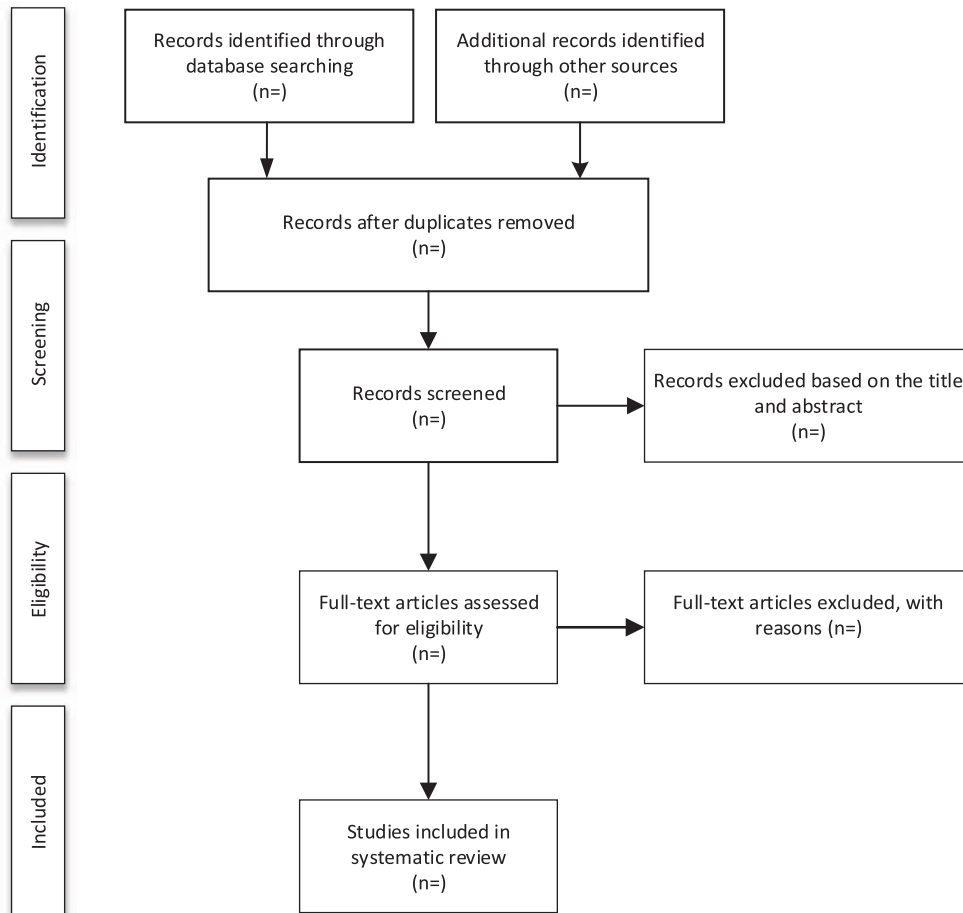 Identification
Records identified through
database searching
(n=)
Additional records identified
through other sources
(n=)
Records after duplicates removed
(n=)
Screening
Records screened
(n=)
Records excluded based on the title
and abstract
(n=)
Eligibility
Full-text articles assessed
for eligibility
(n=)
Full-text articles excluded, with
reasons (n=)
Included
Studies included in
systematic review
(n=)